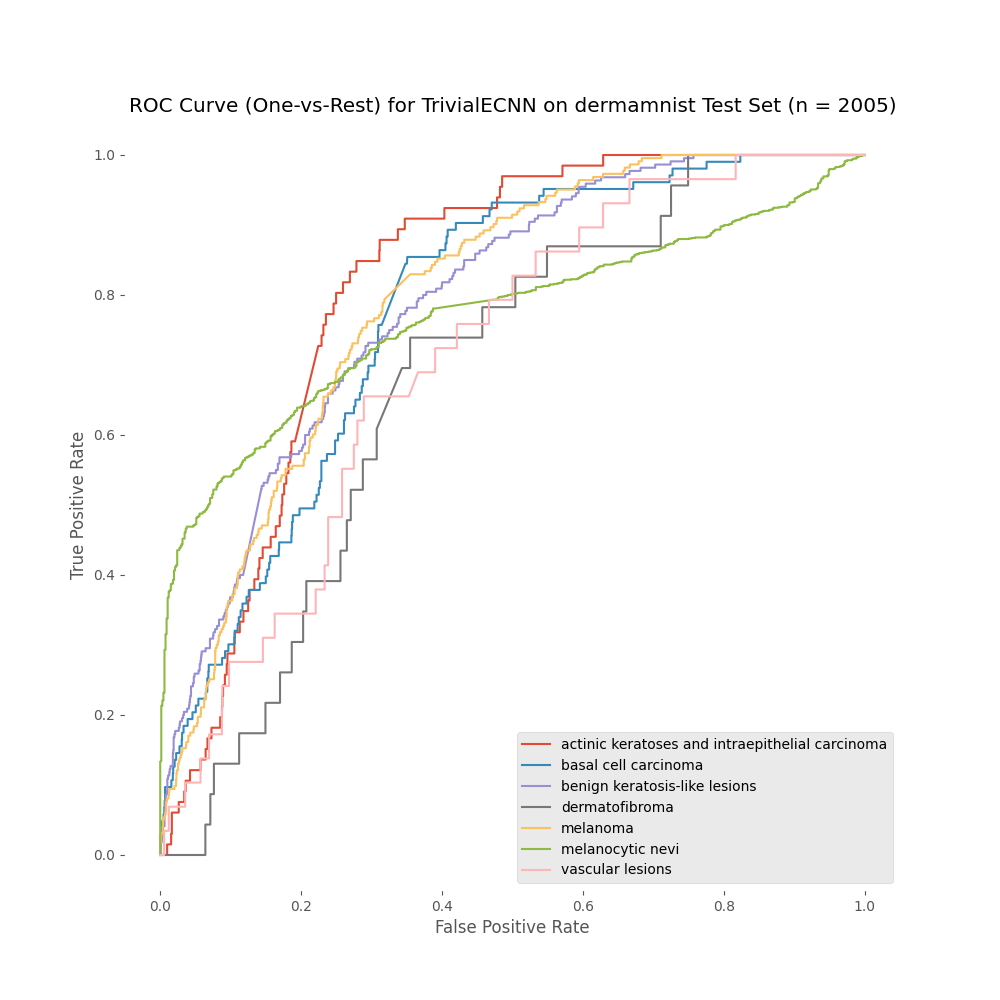 ROC Curve (One-vs-Rest) for TrivialECNN on dermamnist Test Set (n = 2005)
1.0
0.8
0.6
0.4
0.2
0.0
True Positive Rate
actinic keratoses and intraepithelial carcinoma
basal cell carcinoma
benign keratosis-like lesions
dermatofibroma
melanoma
melanocytic nevi
vascular lesions
0.0 0.2 0.4 0.6 0.8 1.0
False Positive Rate